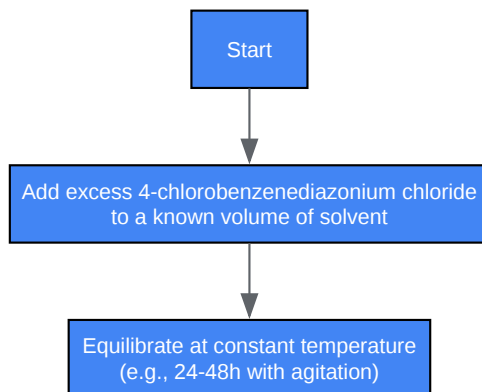 Start
Add excess 4-chlorobenzenediazonium chloride
to a known volume of solvent
Equilibrate at constant temperature
(e.g., 24-48h with agitation)